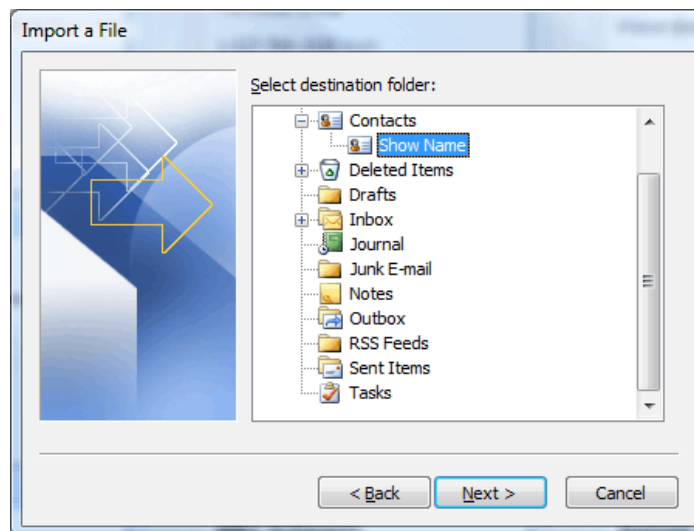 Import a File
Select destination folder:
Contacts
Show Name
Deleted Items
Drafts
Inbox
Journal
Junk E-mail
Notes
Outbox
RSS Feeds
Sent Items
Tasks
< Back Next > Cancel